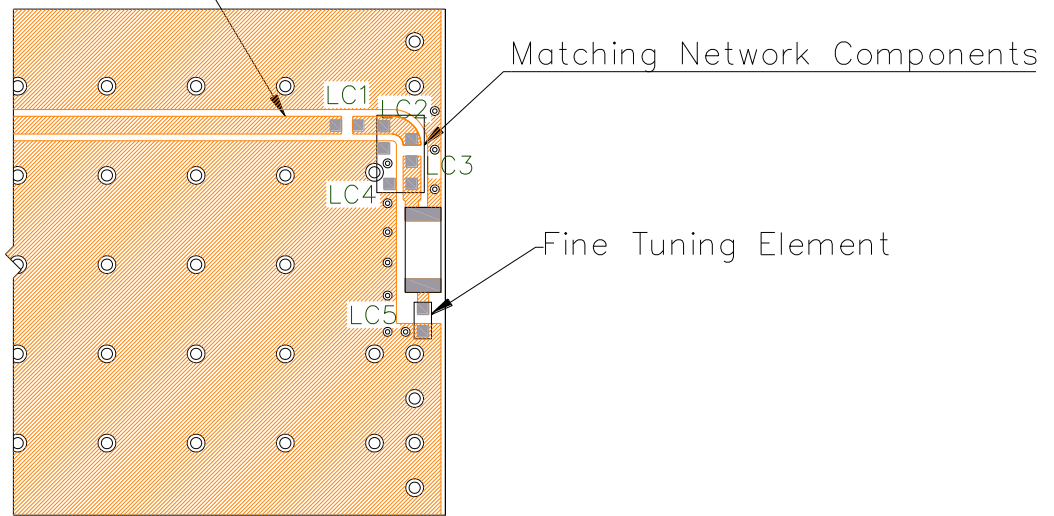 Matching Network Components
LC1
LC2
LC3
LC4
Fine Tuning Element
LC5